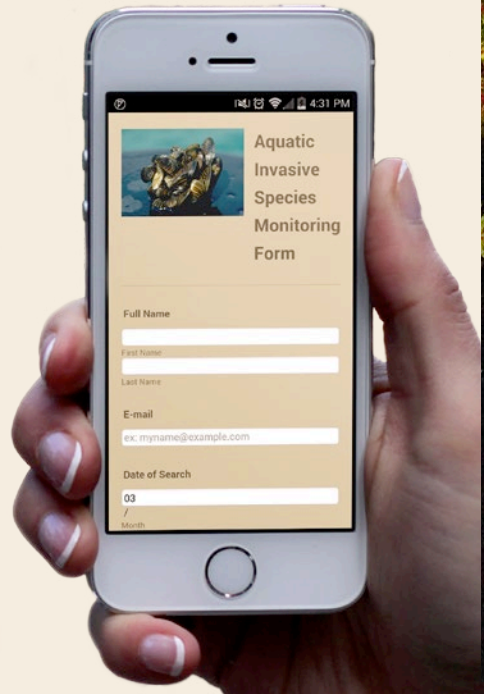 4:31 PM
Aquatic
Invasive
Species
Monitoring
Form
Full Name
First Name
Last Name
E-mail
ex: myname@example.com
Date of Search
03
/
Month